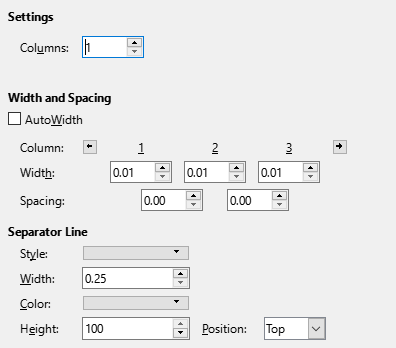 Settings
Columns: 1
Width and Spacing
AutoWidth
Column: 1 2 3
Width: 0.01 0.01 0.01
Spacing: 0.00 0.00
Separator Line
Style:
Width: 0.25
Color:
Height: 100 Position: Top